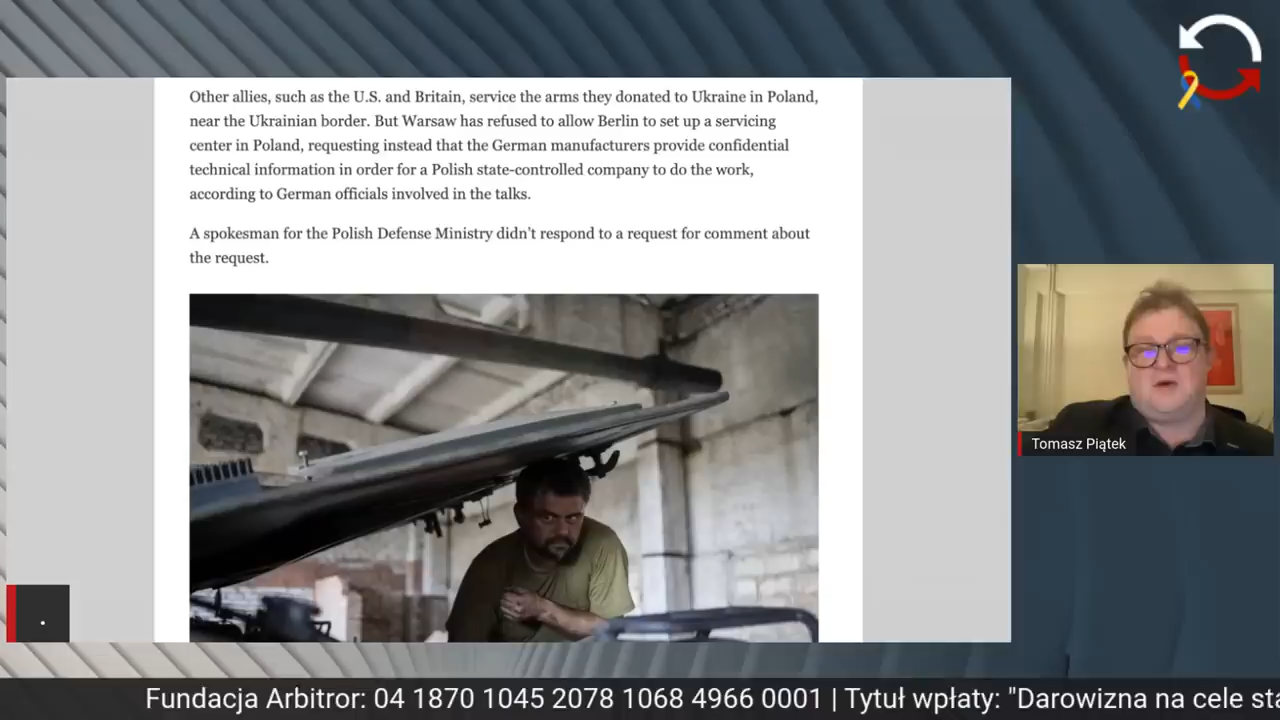 Other allies, such as the U.S. and Britain, service the arms they donated to Ukraine in Poland,
near the Ukrainian border. But Warsaw has refused to allow Berlin to set up a servicing
center in Poland, requesting instead that the German manufacturers provide confidential
technical information in order for a Polish state-controlled company to do the work,
according to German officials involved in the talks.
A spokesman for the Polish Defense Ministry didn't respond to a request for comment about
the request.
Tomasz Piątek
.
Fundacja Arbitror: 04 1870 1045 2078 1068 4966 0001 | Tytuł wpłaty: "Darowizna na cele sta